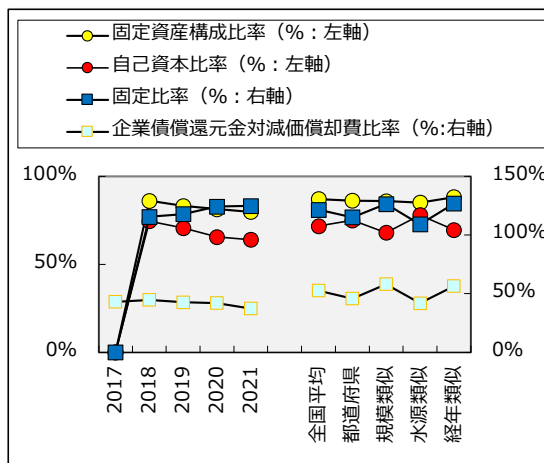 固定資産構成比率（%：左軸）
自己資本比率（%：左軸）
固定比率（%：右軸）
企業債償還元金対減価償却費比率（%:右軸）
100%
50%
0%
150%
100%
50%
0%
2017
2018
2019
2020
2021
全国平均
都道府県
規模類似
水源類似
経年類似